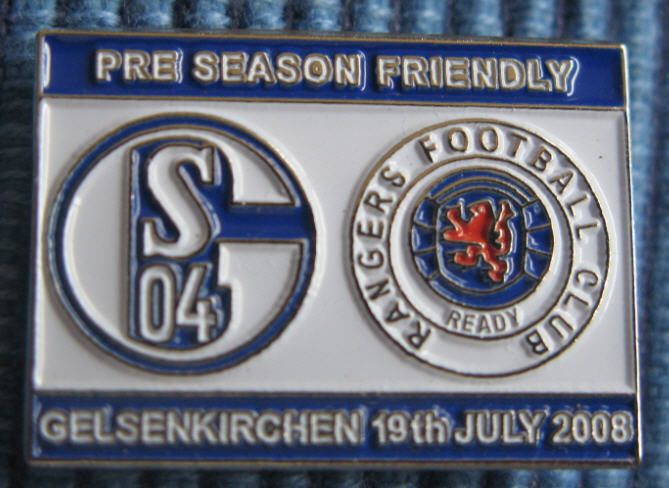 PRE SEASON FRIENDLY
S
04
RANGERS FOOTBALL CLUB
READY
GELSENKIRCHEN 19th JULY 2008